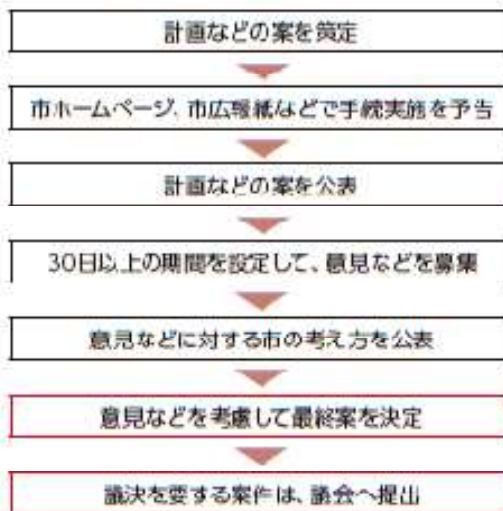 計画などの案を策定
市ホームページ、市広報紙などで手続実施を予告
計画などの案を公表
30日以上の期間を設定して、意見などを募集
意見などに対する市の考え方を公表
意見などを考慮して最終案を決定
議決を要する案件は、議会へ提出